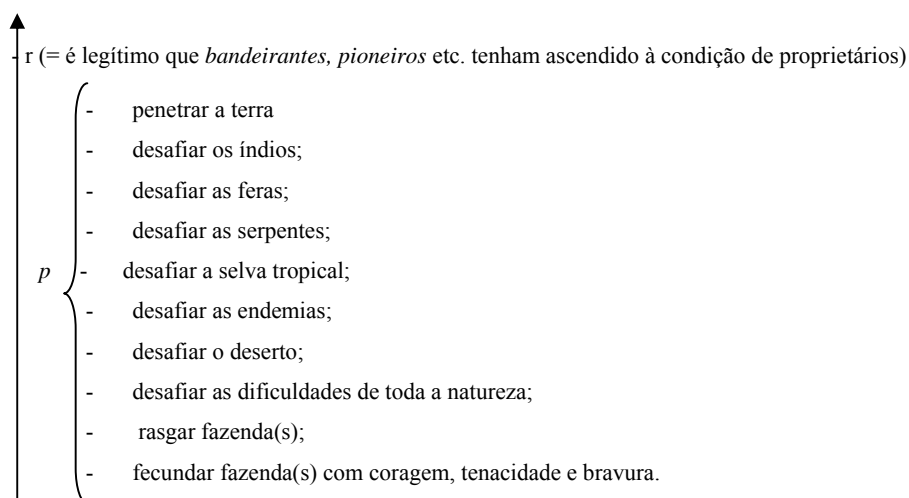 - r (= é legítimo que bandeirantes, pioneiros etc. tenham ascendido à condição de proprietários)
- penetrar a terra
- desafiar os índios;
- desafiar as feras;
- desafiar as serpentes;
p - desafiar a selva tropical;
- desafiar as endemias;
- desafiar o deserto;
- desafiar as dificuldades de toda a natureza;
- rasgar fazenda(s);
- fecundar fazenda(s) com coragem, tenacidade e bravura.